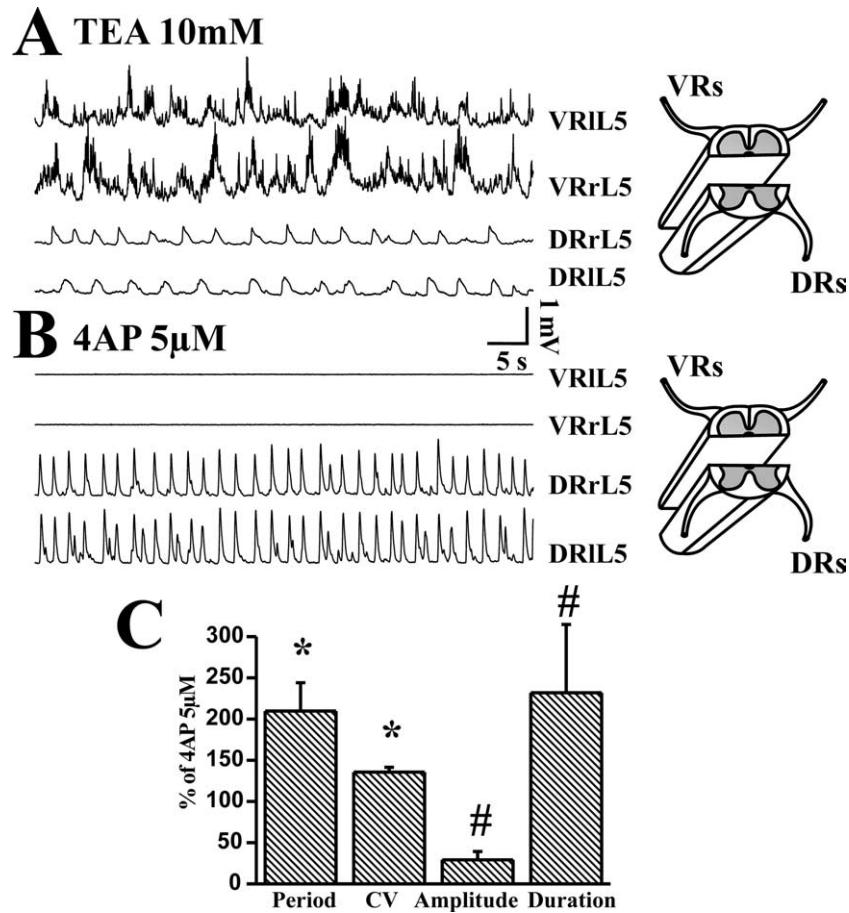 A TEA 10mM
VRlL5
VRrL5
DRrL5
DRlL5
VRs
DRs
1 mV
5 s
B 4AP 5µM
VRlL5
VRrL5
DRrL5
DRlL5
VRs
DRs
C
% of 4AP 5µM
300
250
200
150
100
50
0
*
*
#
#
Period CV Amplitude Duration